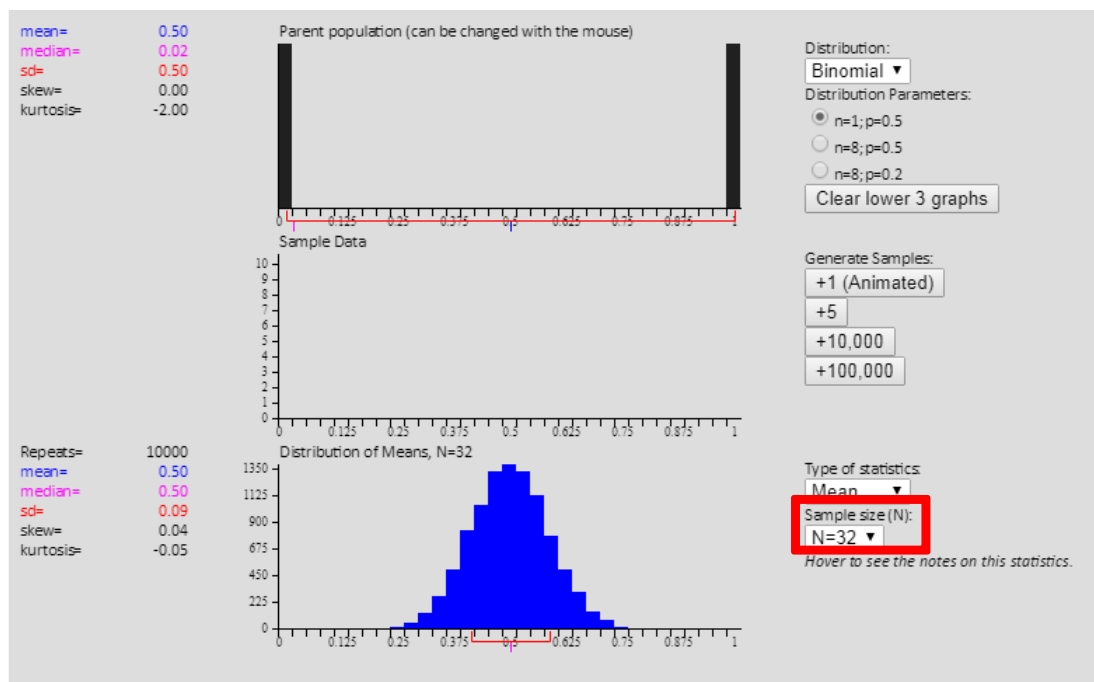 mean= 0.50
median= 0.02
sd= 0.50
skew= 0.00
kurtosis= -2.00
Parent population (can be changed with the mouse)
0 0.125 0.25 0.375 0.5 0.625 0.75 0.875 1
Distribution:
Binomial ▼
Distribution Parameters:
n=1;p=0.5
n=8;p=0.5
n=8;p=0.2
Clear lower 3 graphs
Sample Data
10
9
8
7
6
5
4
3
2
1
0
0 0.125 0.25 0.375 0.5 0.625 0.75 0.875 1
Generate Samples:
+1 (Animated)
+5
+10,000
+100,000
Repeats= 10000
mean= 0.50
median= 0.50
sd= 0.09
skew= 0.04
kurtosis= -0.05
Distribution of Means, N=32
1350
1125
900
675
450
225
0
0 0.125 0.25 0.375 0.5 0.625 0.75 0.875 1
Type of statistics:
Mean ▼
Sample size (N):
N=32 ▼
Hover to see the notes on this statistics.